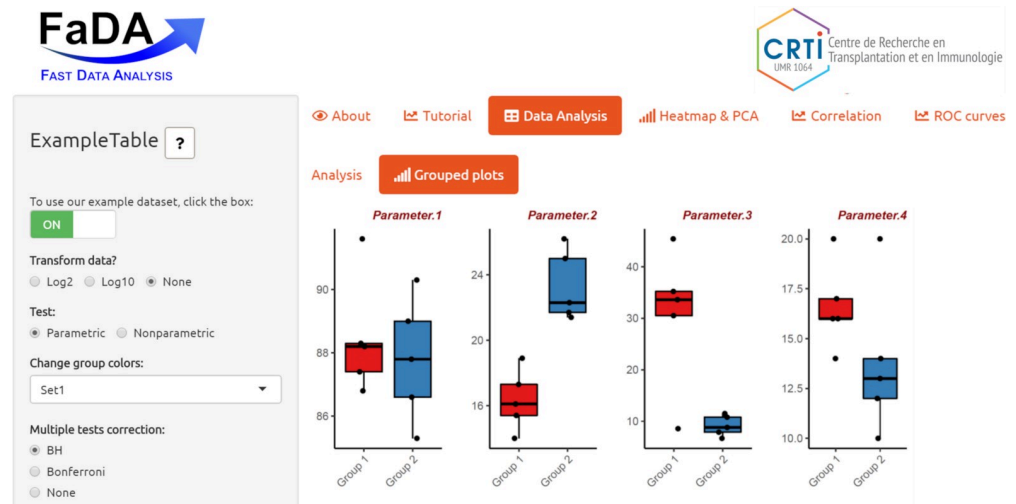 FaDA
FAST DATA ANALYSIS
CRTi
UMR 1064
Centre de Recherche en
Transplantation et en Immunologie
ExampleTable ?
To use our example dataset, click the box:
ON
Transform data?
Log2 Log10 None
Test:
Parametric Nonparametric
Change group colors:
Set1
Multiple tests correction:
BH
Bonferroni
None
About Tutorial Data Analysis Heatmap & PCA Correlation ROC curves
Analysis Grouped plots
Parameter.1
90
88
86
Group 1 Group 2
Parameter.2
24
20
16
Group 1 Group 2
Parameter.3
40
30
20
10
Group 1 Group 2
Parameter.4
20.0
17.5
15.0
12.5
10.0
Group 1 Group 2